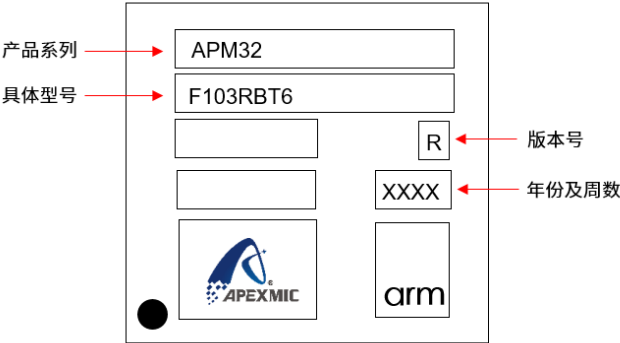 产品系列
APM32
具体型号
F103RBT6
R
版本号
XXXX
年份及周数
APEXMIC
®
arm